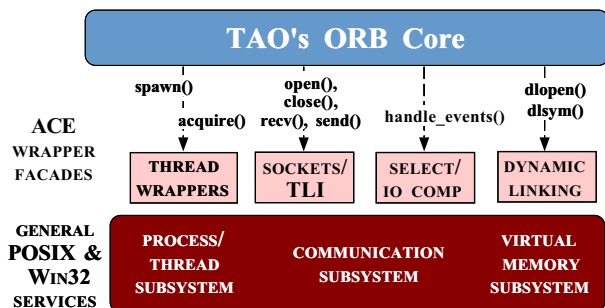 TAO's ORB Core
spawn()
acquire()
open(),
close(),
recv(), send()
handle_events()
dlopen()
dlsym()
ACE
WRAPPER
FACADES
THREAD
WRAPPERS
SOCKETS/
TLI
SELECT/
IO COMP
DYNAMIC
LINKING
GENERAL
POSIX &
WIN32
SERVICES
PROCESS/
THREAD
SUBSYSTEM
COMMUNICATION
SUBSYSTEM
VIRTUAL
MEMORY
SUBSYSTEM